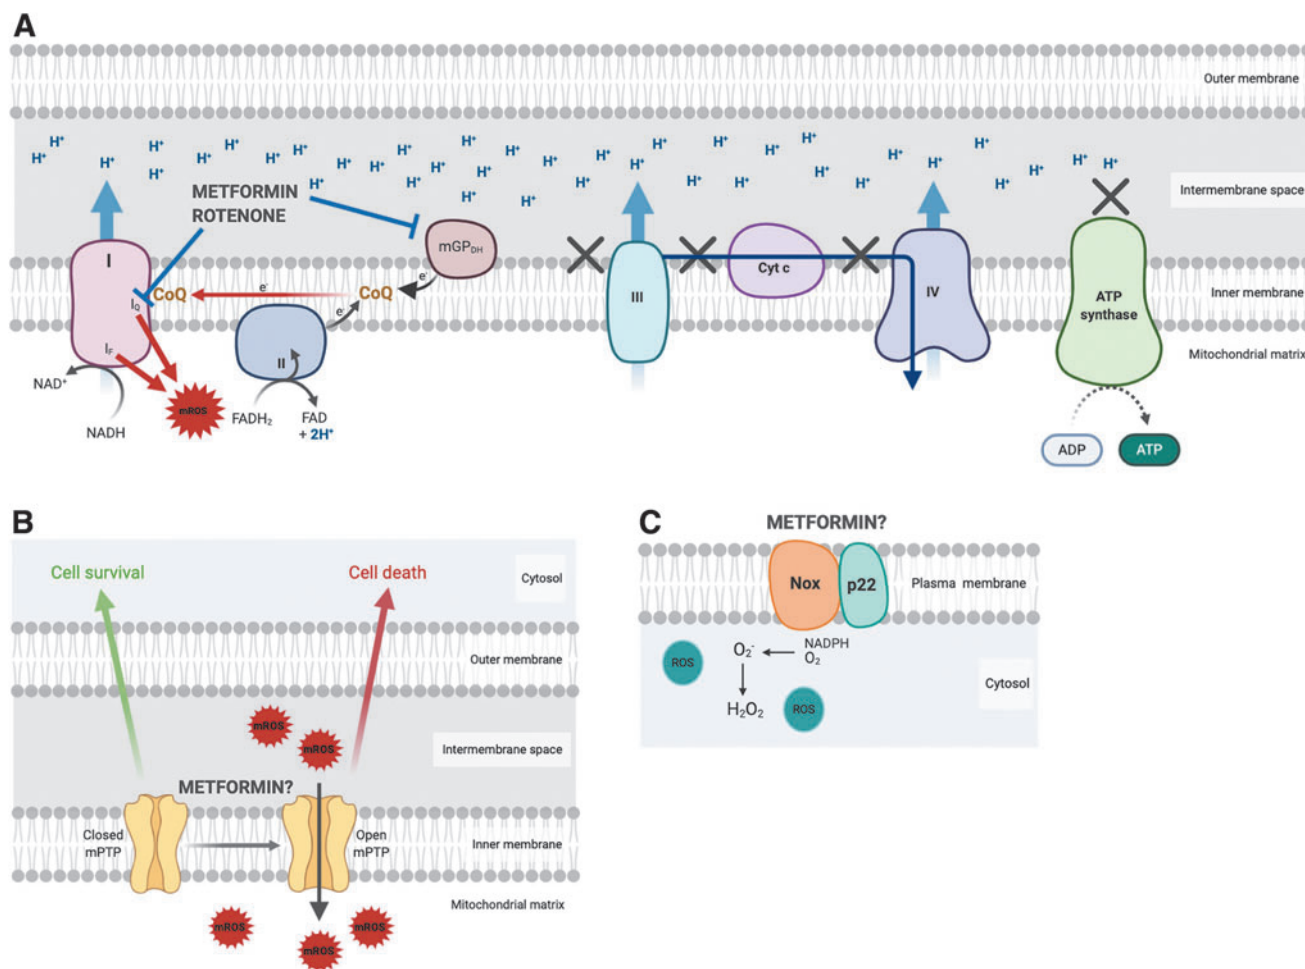 A
Outer membrane
H⁺ H⁺ H⁺ H⁺ H⁺ H⁺ H⁺ H⁺ H⁺ H⁺ H⁺ H⁺ H⁺ H⁺ H⁺ H⁺ H⁺ H⁺ H⁺ H⁺ H⁺ H⁺ H⁺ H⁺ H⁺ H⁺ H⁺ H⁺ H⁺ H⁺ H⁺ H⁺ H⁺ H⁺ H⁺ H⁺
METFORMIN
ROTENONE
Intermembrane space
I
mGP_DH
Cyt c
e⁻
I_Q
CoQ
e⁻
CoQ
III
IV
Inner membrane
ATP
synthase
e⁻
I_F
II
Mitochondrial matrix
NAD⁺
mROS
NADH
FADH₂
FAD
+ 2H⁺
ADP
ATP
B
Cell survival
Cell death
Cytosol
Outer membrane
mROS
mROS
Intermembrane space
METFORMIN?
Closed
mPTP
Open
mPTP
Inner membrane
Mitochondrial matrix
mROS
mROS
mROS
C
METFORMIN?
Nox
p22
Plasma membrane
ROS
O₂⁻
NADPH
O₂
Cytosol
H₂O₂
ROS